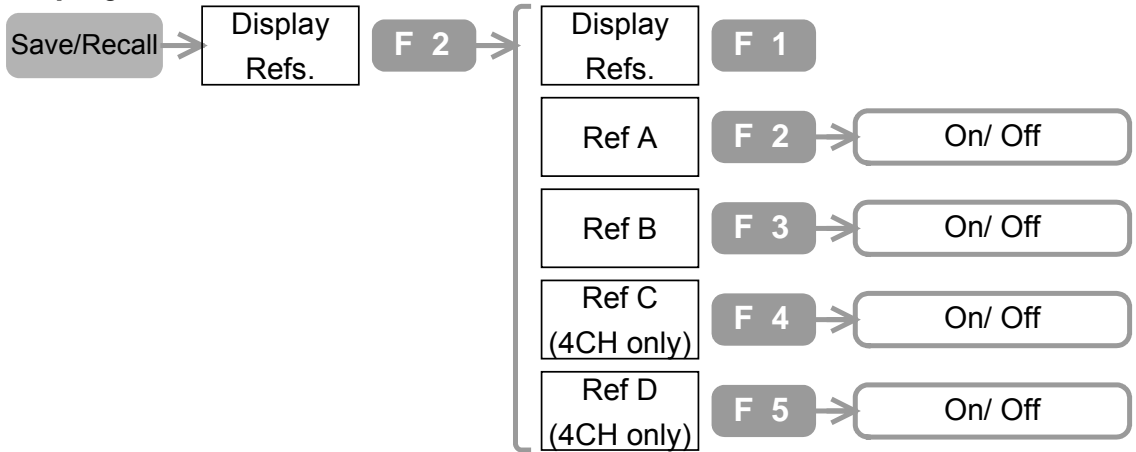 Save/Recall
Display
Refs.
F 2
Display
Refs.
F 1
Ref A
F 2
On/ Off
Ref B
F 3
On/ Off
Ref C
(4CH only)
F 4
On/ Off
Ref D
(4CH only)
F 5
On/ Off